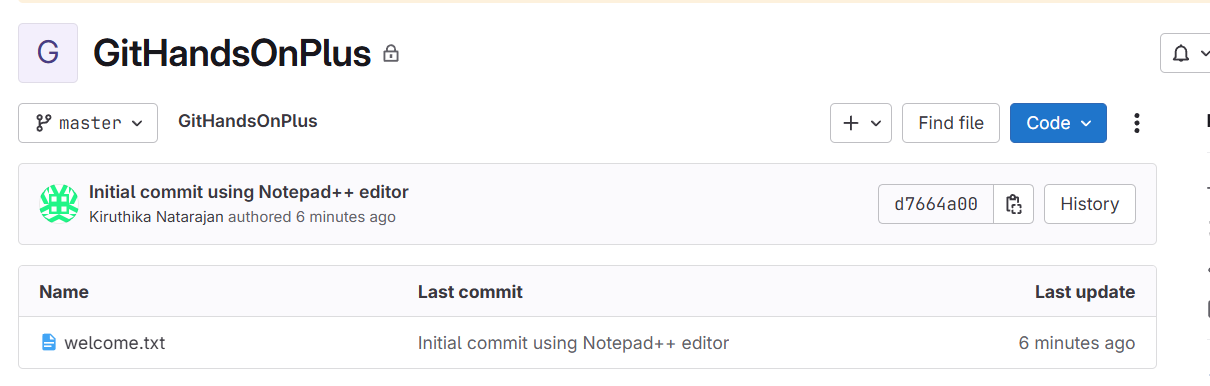 G
GitHandsOnPlus
master
GitHandsOnPlus
Find file
Code
Initial commit using Notepad++ editor
Kiruthika Natarajan authored 6 minutes ago
d7664a00
History
Name Last commit Last update
welcome.txt Initial commit using Notepad++ editor 6 minutes ago